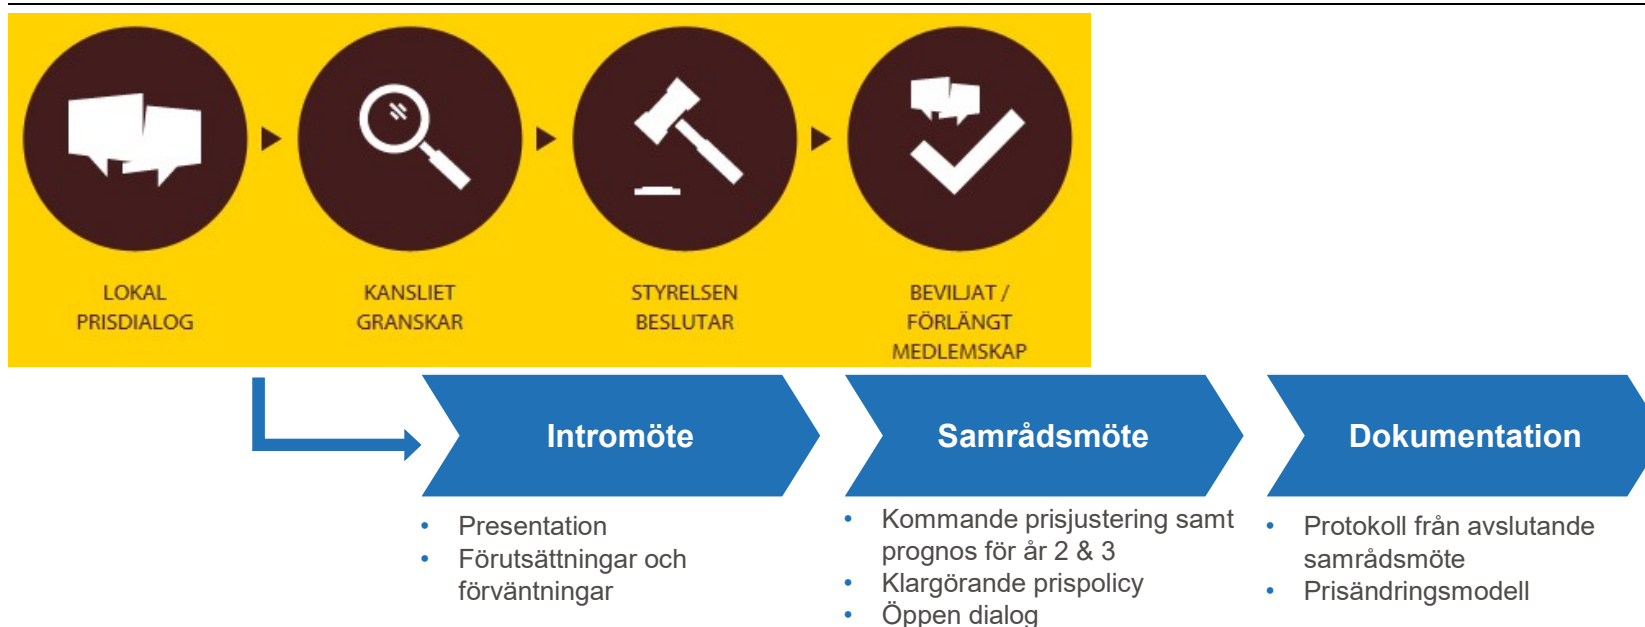 LOKAL
PRISDIALOG
KANSLIET
GRANSKAR
STYRELSEN
BESLUTAR
BEVILJAT /
FÖRLÄNGT
MEDLEMSKAP
Intromöte
• Presentation
• Förutsättningar och
förväntningar
Samrådsmöte
• Kommande prisjustering samt
prognos för år 2 & 3
• Klargörande prispolicy
• Öppen dialog
Dokumentation
• Protokoll från avslutande
samrådsmöte
• Prisändringsmodell